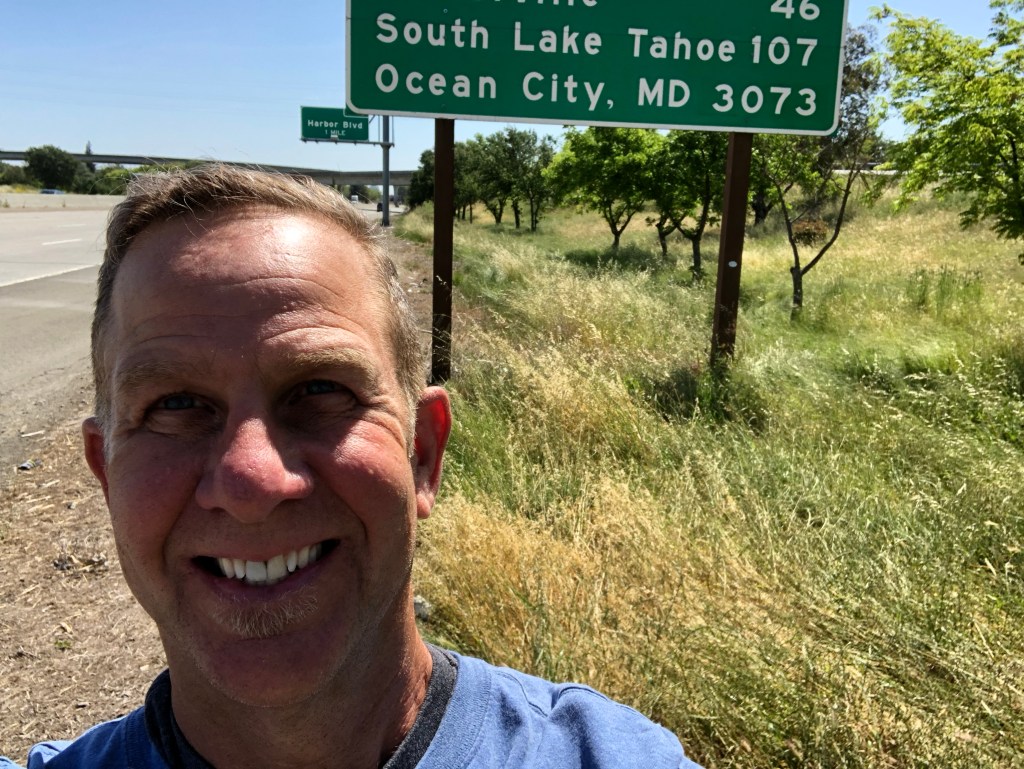 46
South Lake Tahoe 107
Ocean City, MD 3073
Harbor Blvd
1 MILE